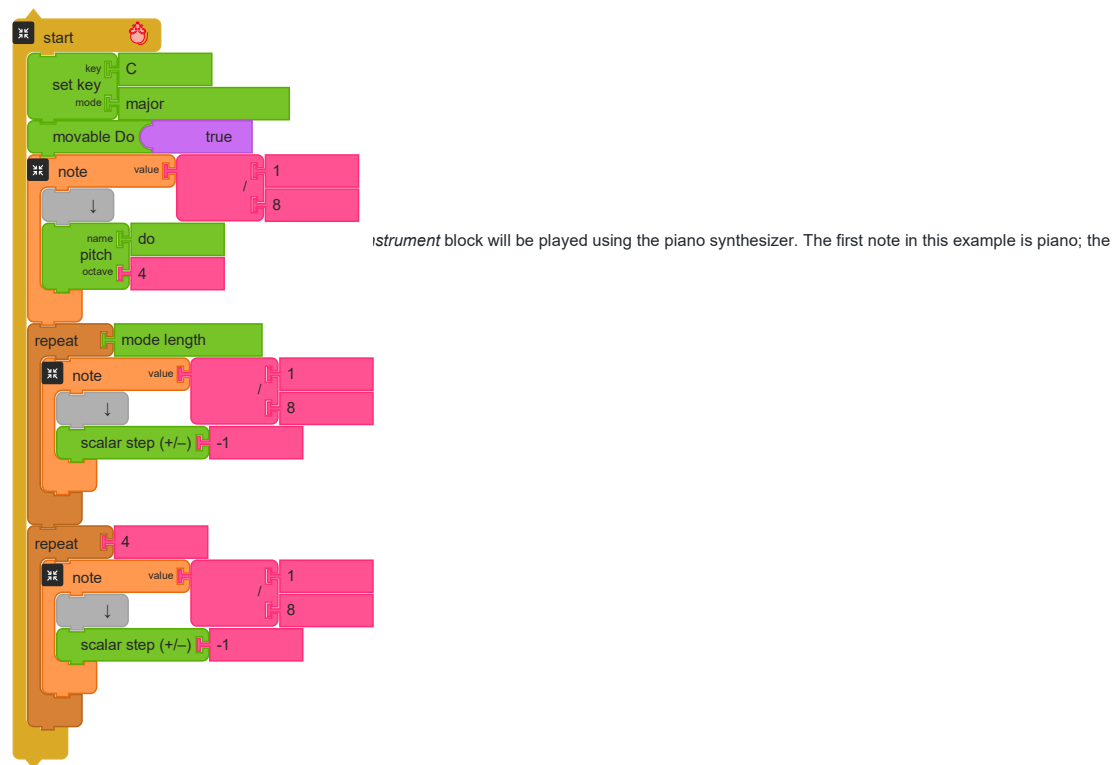 start
key C
set key
mode major
movable Do true
note value 1
/
8
↓
name do
strument block will be played using the piano synthesizer. The first note in this example is piano; the
pitch
octave 4
repeat mode length
note value 1
/
8
↓
scalar step (+/–) -1
repeat 4
note value 1
/
8
↓
scalar step (+/–) -1